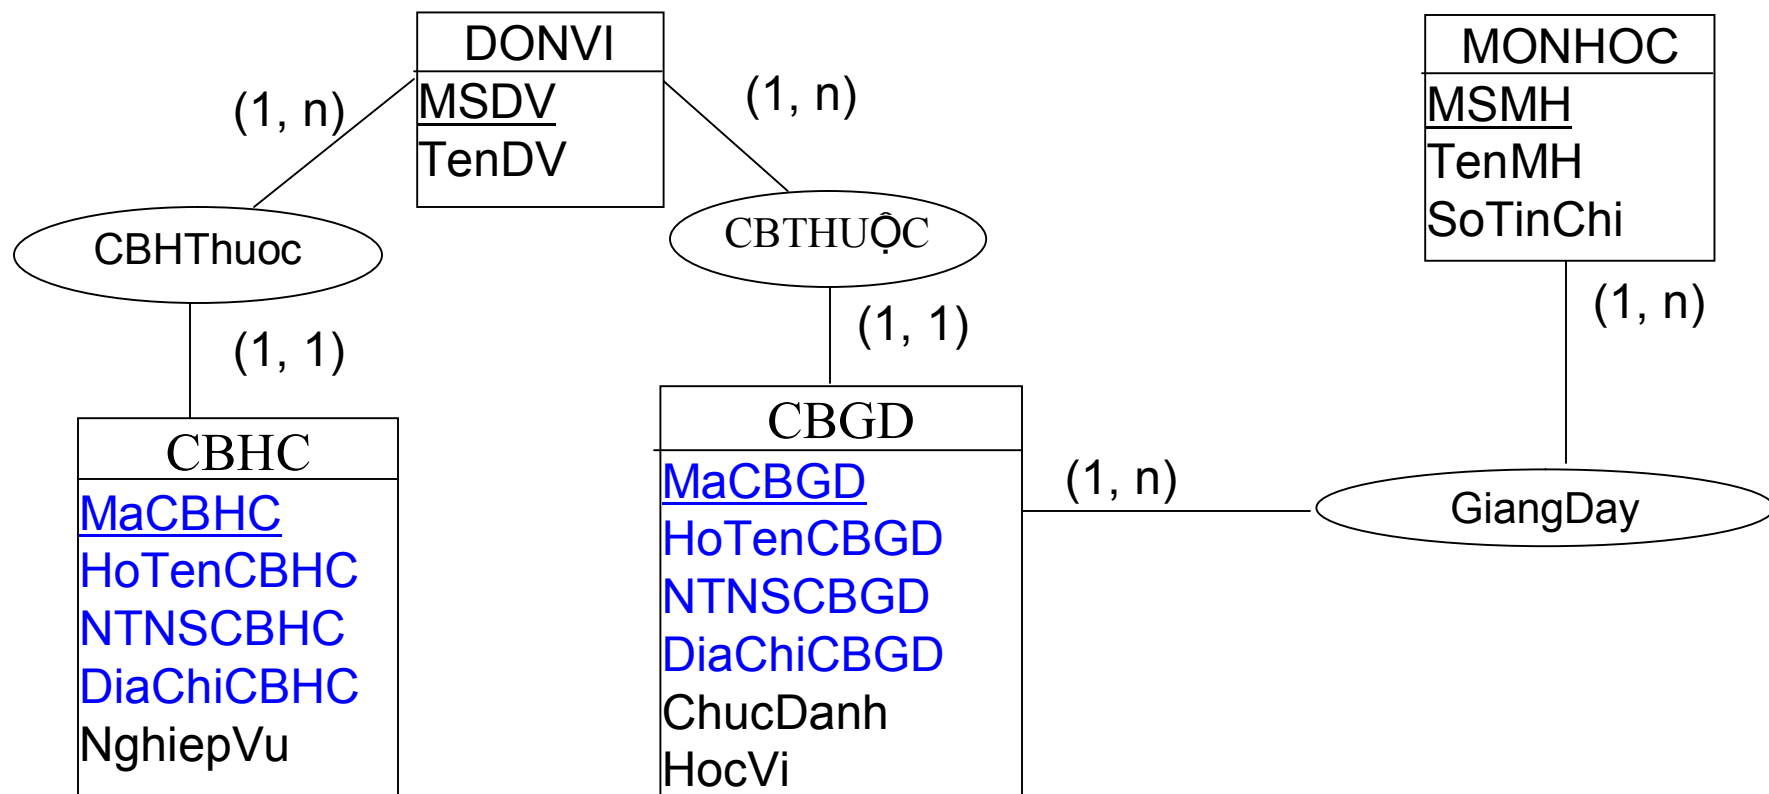 DONVI
MSDV
TenDV
(1, n)
(1, n)
MONHOC
MSMH
TenMH
SoTinChi
CBHThuoc
CBTHUỘC
(1, n)
(1, 1)
(1, 1)
CBHC
MaCBHC
HoTenCBHC
NTNSCBHC
DiaChiCBHC
NghiepVu
CBGD
MaCBGD
HoTenCBGD
NTNSCBGD
DiaChiCBGD
ChucDanh
HocVi
(1, n)
GiangDay